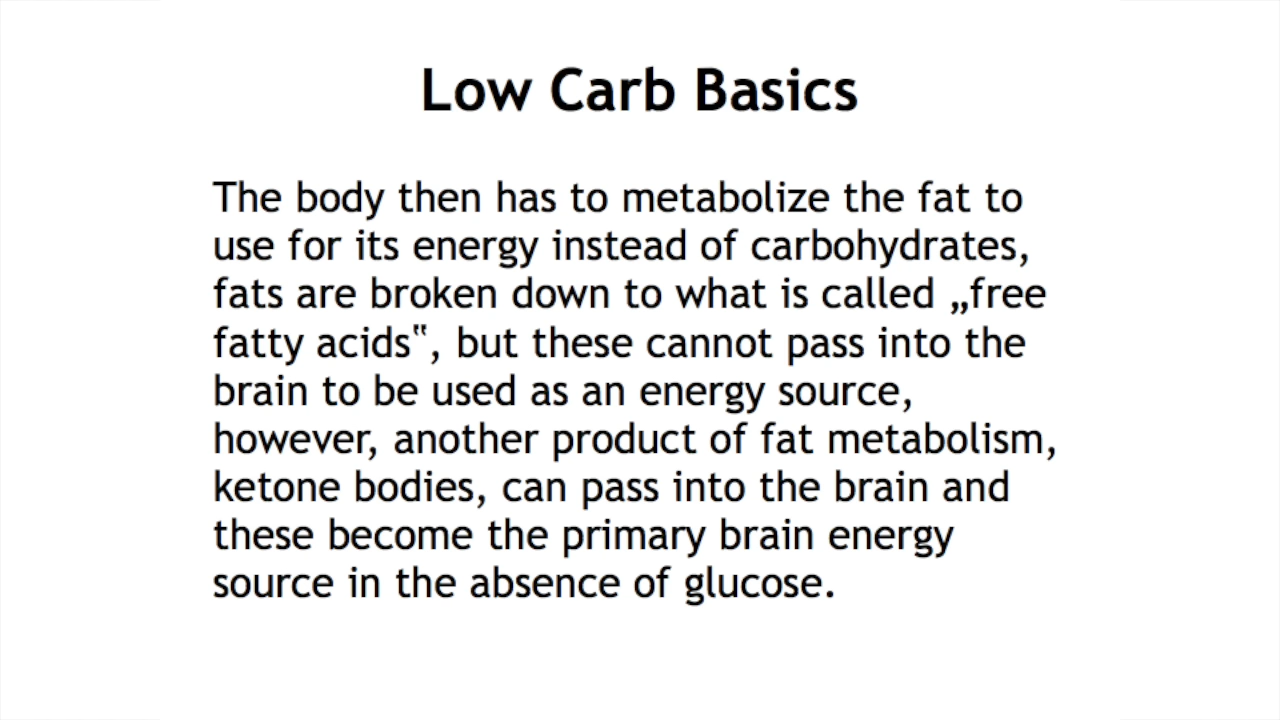 Low Carb Basics
The body then has to metabolize the fat to
use for its energy instead of carbohydrates,
fats are broken down to what is called „free
fatty acids‟, but these cannot pass into the
brain to be used as an energy source,
however, another product of fat metabolism,
ketone bodies, can pass into the brain and
these become the primary brain energy
source in the absence of glucose.